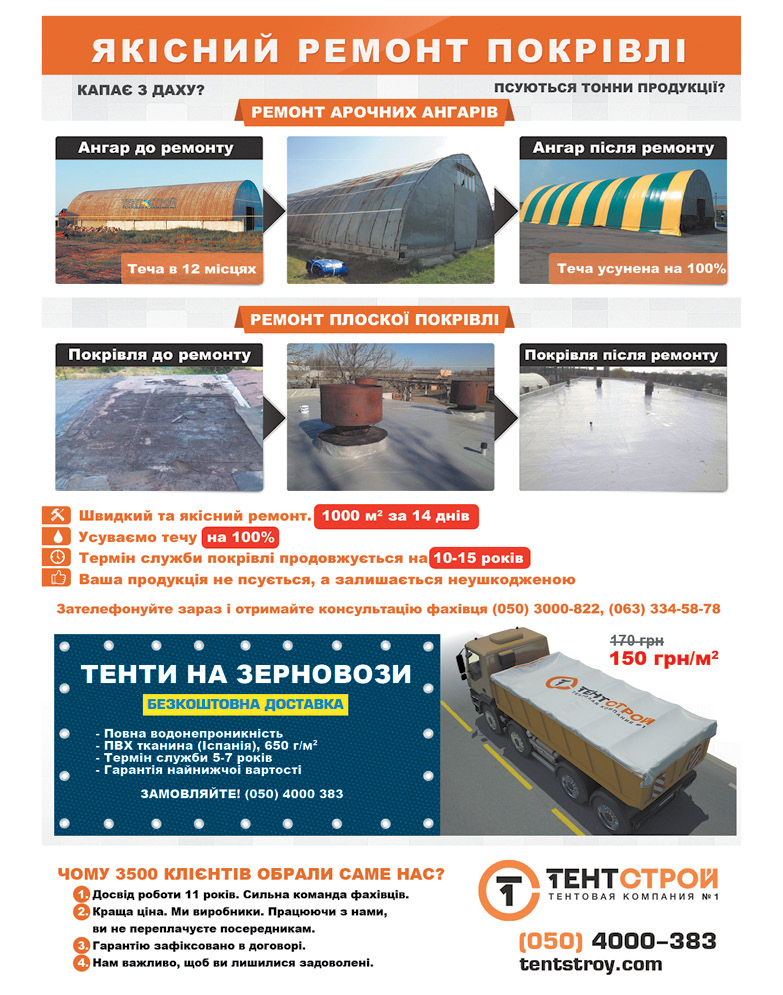 ЯКІСНИЙ РЕМОНТ ПОКРІВЛІ
КАПАЄ З ДАХУ?
ПСУЮТЬСЯ ТОННИ ПРОДУКЦІЇ?
РЕМОНТ АРОЧНИХ АНГАРІВ
Ангар до ремонту
Ангар після ремонту
ТЕНТСТРОЙ
Теча в 12 місцях
Теча усунена на 100%
РЕМОНТ ПЛОСКОЇ ПОКРІВЛІ
Покрівля до ремонту
Покрівля після ремонту
Швидкий та якісний ремонт. 1000 м² за 14 днів
Усуваємо течу на 100%
Термін служби покрівлі продовжується на 10-15 років
Ваша продукція не псується, а залишається неушкодженою
Зателефонуйте зараз і отримайте консультацію фахівця (050) 3000-822, (063) 334-58-78
170 грн
150 грн/м²
ТЕНТИ НА ЗЕРНОВОЗИ
БЕЗКОШТОВНА ДОСТАВКА
- Повна водонепроникність
- ПВХ тканина (Іспанія), 650 г/м²
- Термін служби 5-7 років
- Гарантія найнижчої вартості
ЗАМОВЛЯЙТЕ! (050) 4000 383
ТЕНТСТРОЙ
ТЕНТОВАЯ КОМПАНИЯ №1
ЧОМУ 3500 КЛІЄНТІВ ОБРАЛИ САМЕ НАС?
1. Досвід роботи 11 років. Сильна команда фахівців.
2. Краща ціна. Ми виробники. Працюючи з нами,
ви не переплачуєте посередникам.
3. Гарантію зафіксовано в договорі.
4. Нам важливо, щоб ви лишилися задоволені.
ТЕНТСТРОЙ
ТЕНТОВАЯ КОМПАНИЯ №1
(050) 4000-383
tentstroy.com